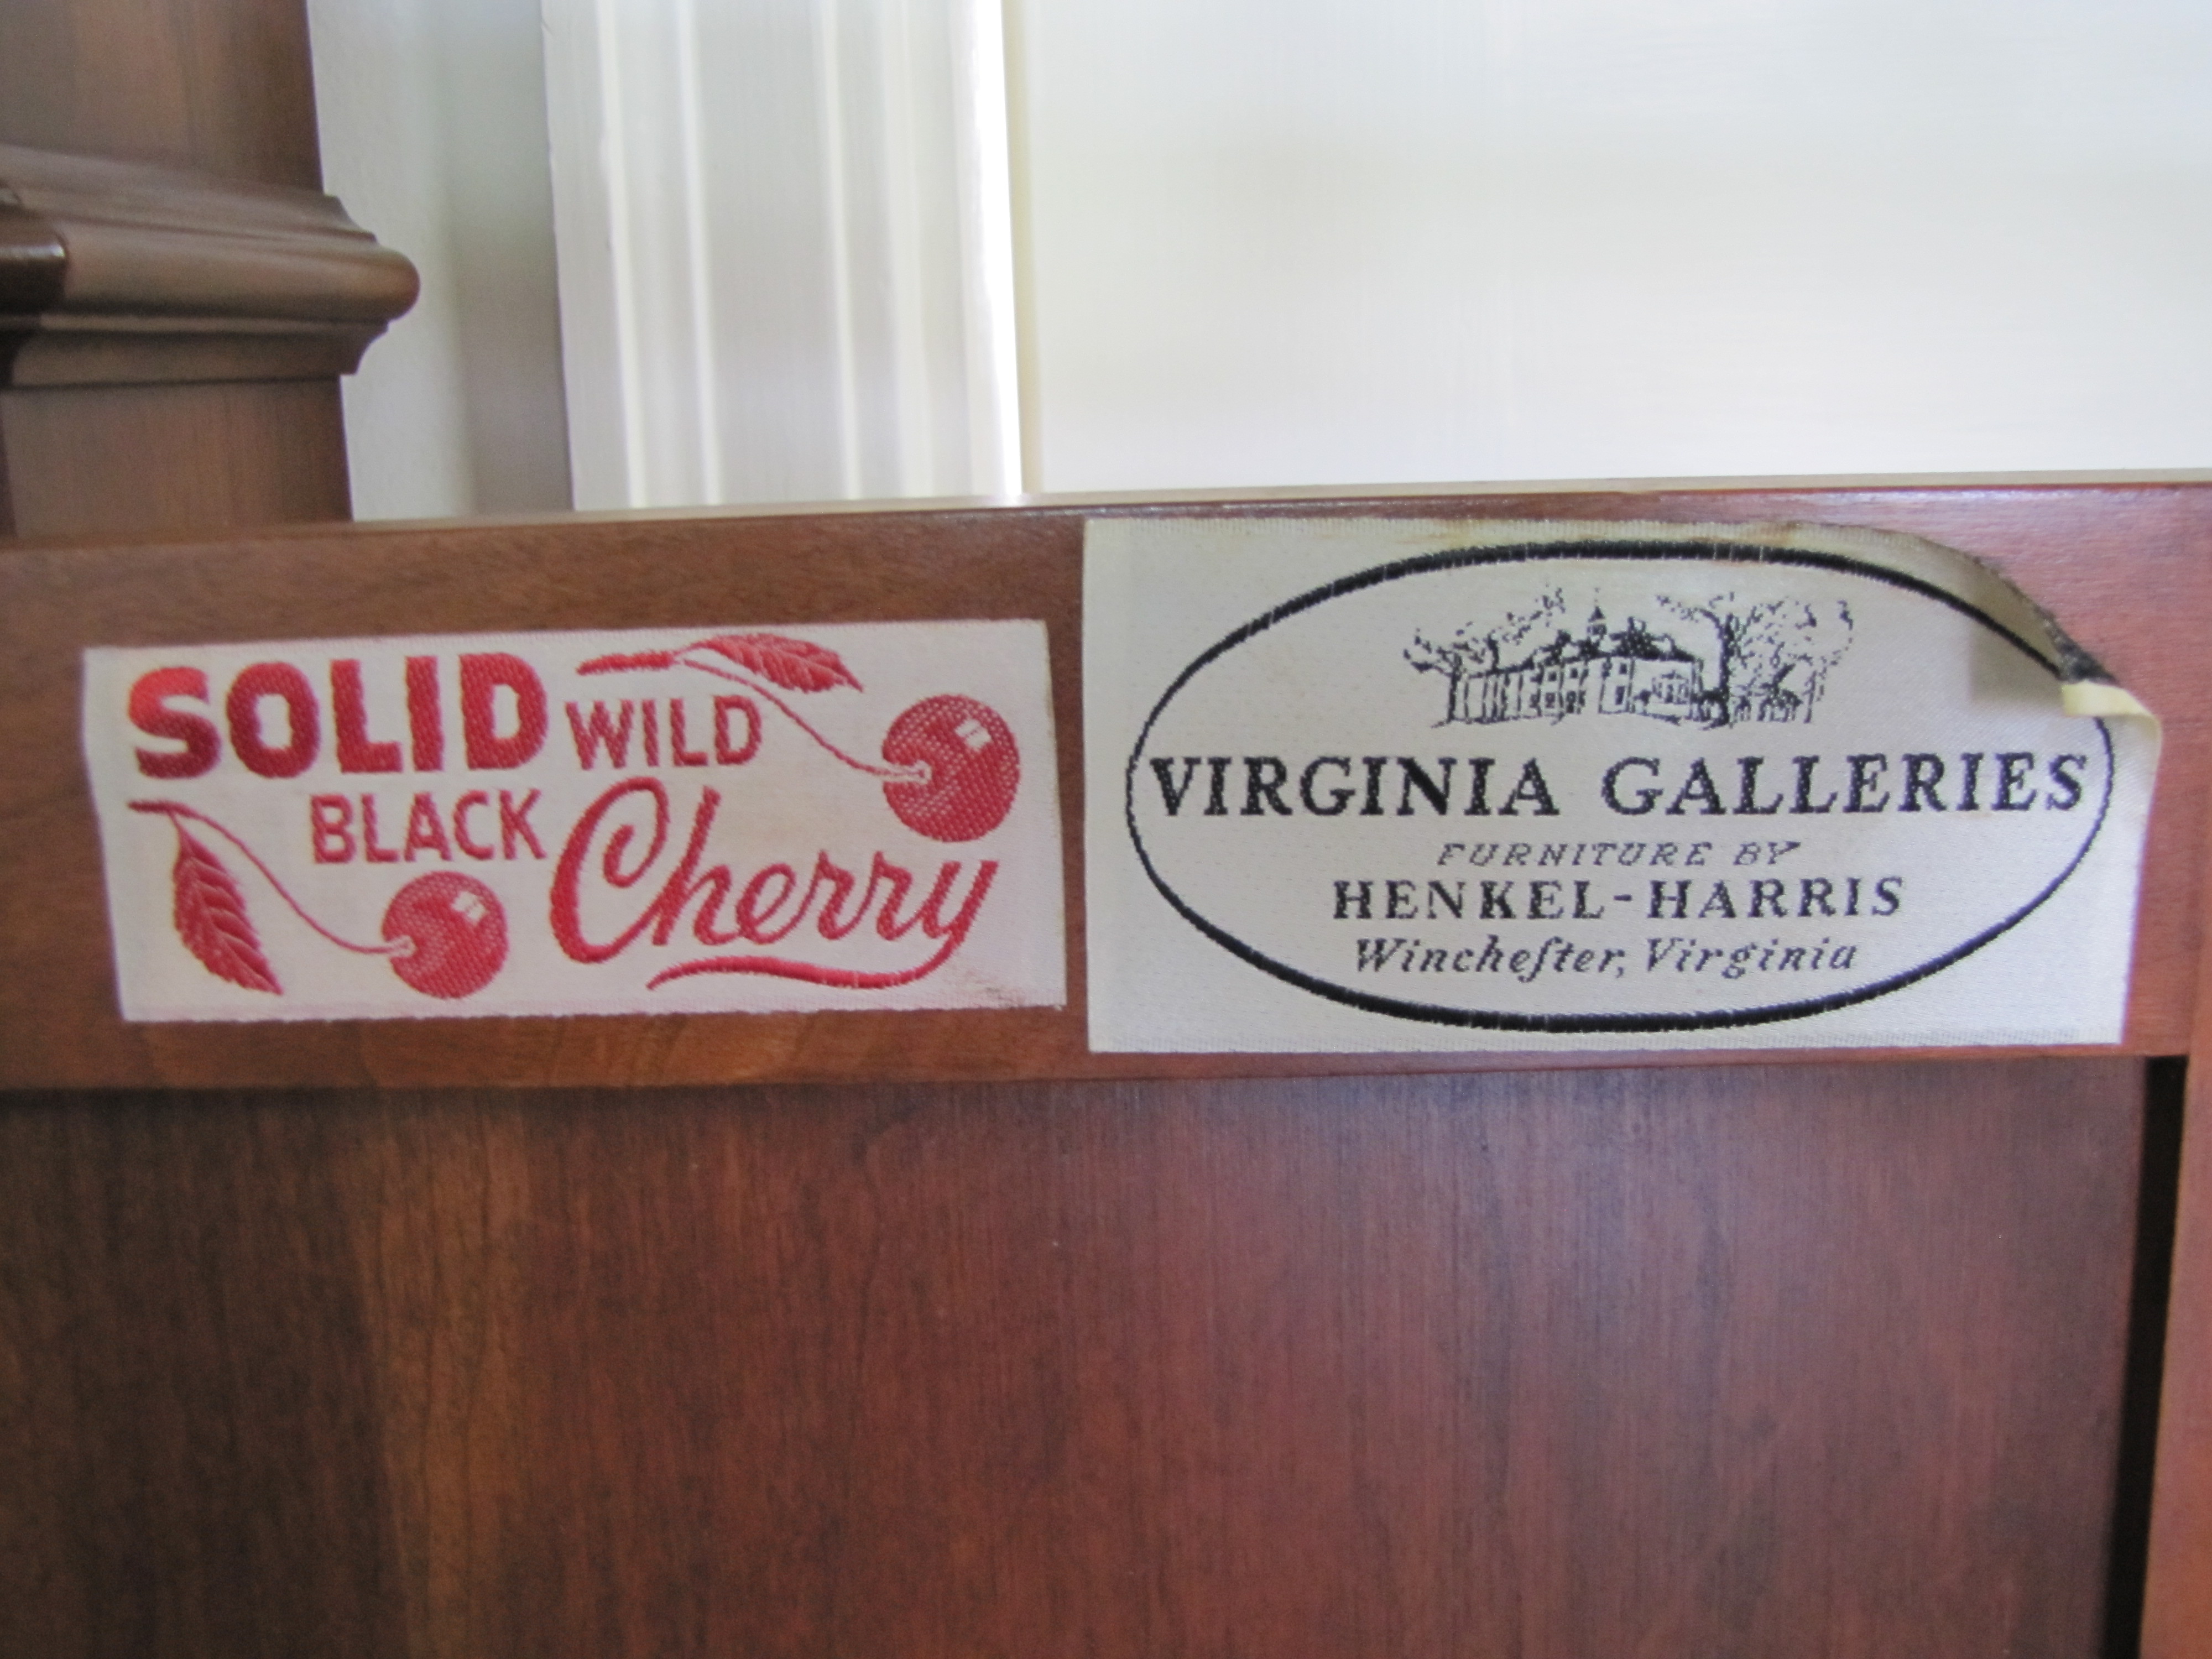 SOLID WILD
BLACK Cherry
VIRGINIA GALLERIES
FURNITURE BY
HENKEL-HARRIS
Wincheſter, Virginia